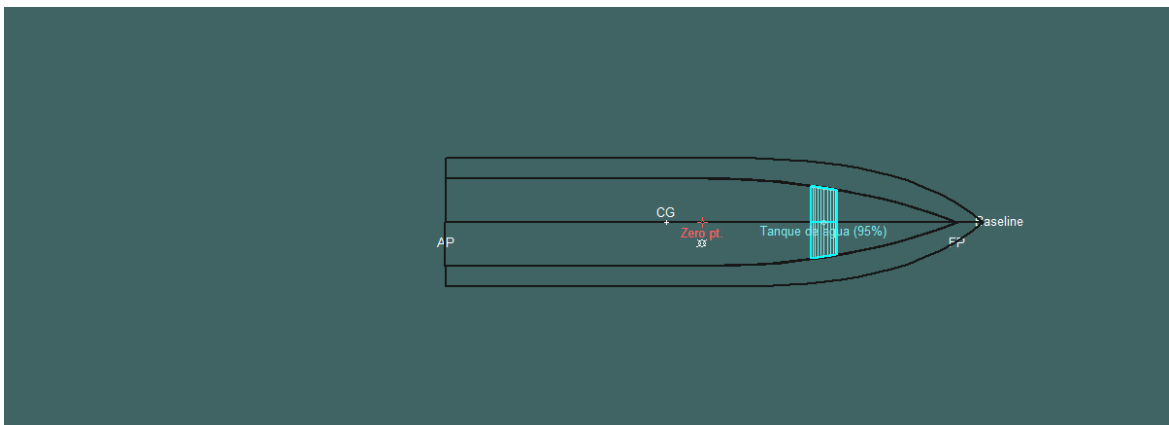 CG
Baseline
Zero pt.
Tanque de água (95%)
AP
FP